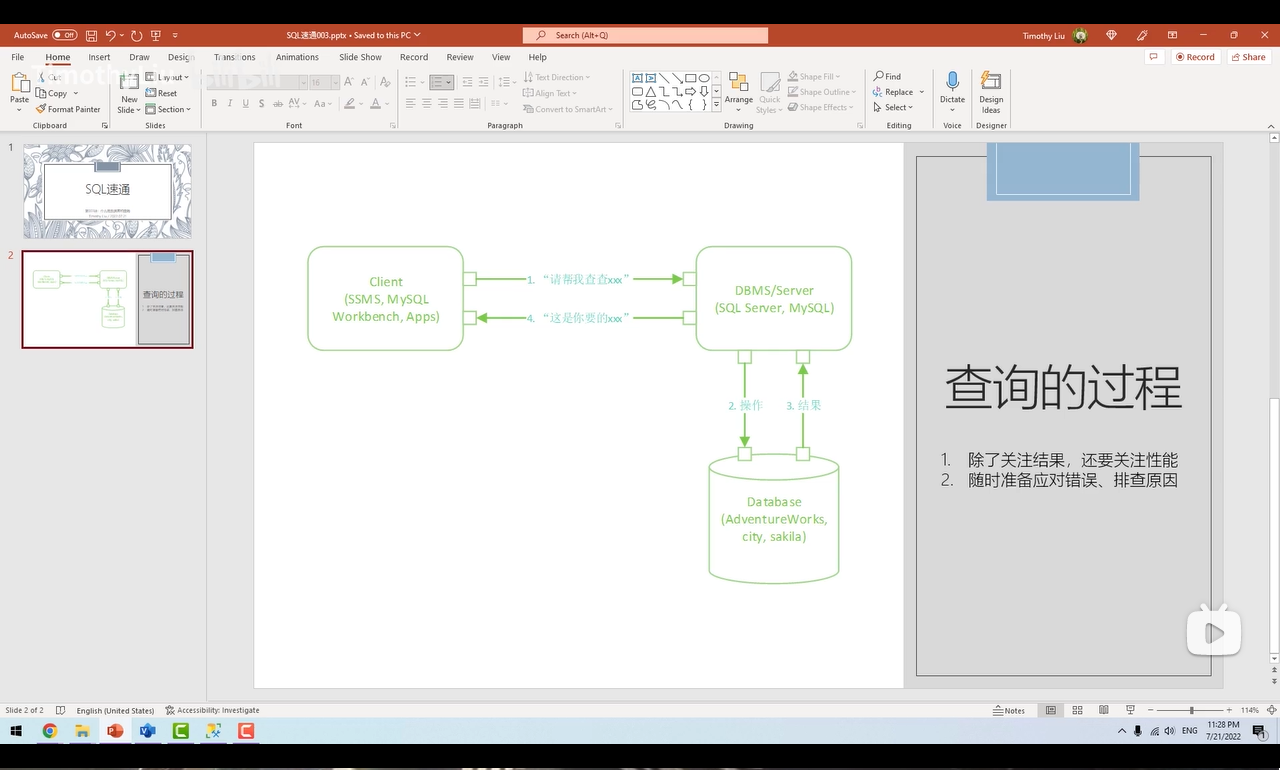 AutoSave
Off
SQL速通003.pptx • Saved to this PC
Search (Alt+Q)
Timothy Liu
File
Home
Insert
Draw
Design
Transitions
Animations
Slide Show
Record
Review
View
Help
Record
Share
Paste
Cut
Copy
Format Painter
Clipboard
New
Slide
Layout
Reset
Section
Slides
16
Font
Text Direction
Align Text
Convert to SmartArt
Paragraph
Arrange
Quick
Styles
Shape Fill
Shape Outline
Shape Effects
Drawing
Find
Replace
Select
Editing
Dictate
Voice
Design
Ideas
Designer
1
SQL速通
2
查询的过程
Client
(SSMS, MySQL
Workbench, Apps)
1. “请帮我查查xxx”
4. “这是你要的xxx”
DBMS/Server
(SQL Server, MySQL)
2. 操作
3. 结果
Database
(AdventureWorks,
city, sakila)
查询的过程
1. 除了关注结果，还要关注性能
2. 随时准备应对错误、排查原因
Slide 2 of 2
English (United States)
Accessibility: Investigate
Notes
114%
ENG
11:28 PM
7/21/2022